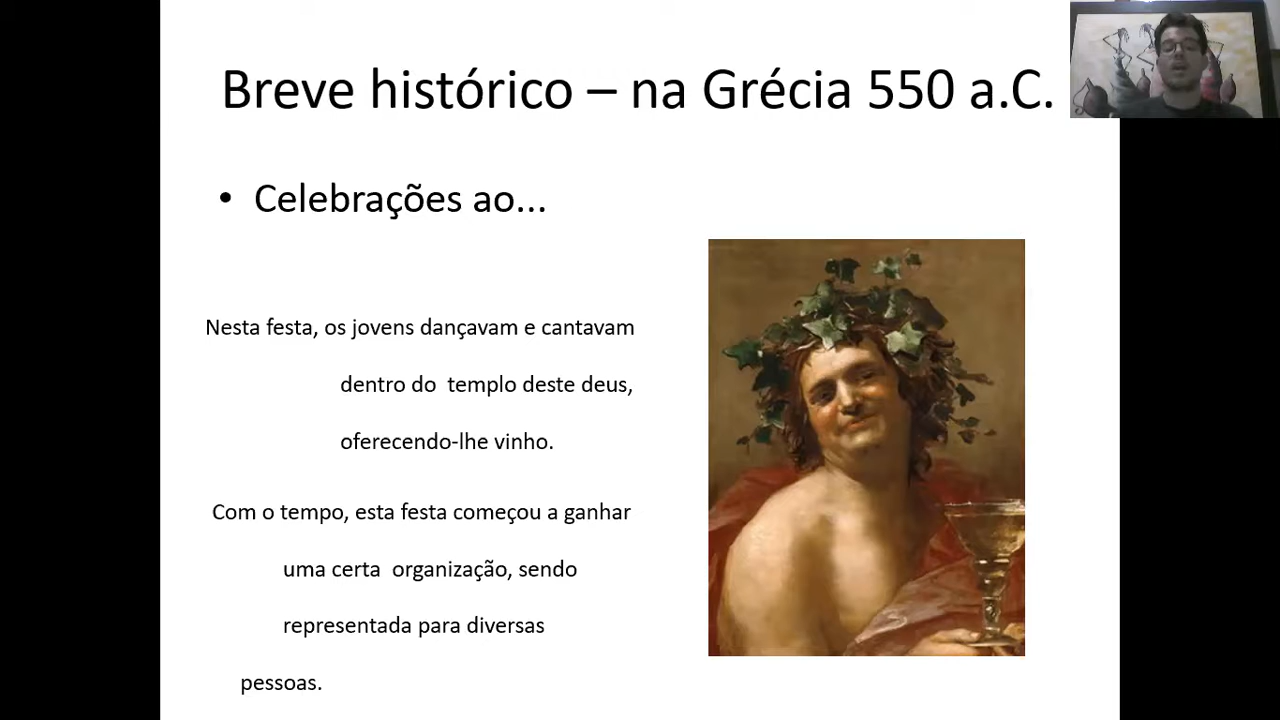 Breve histórico – na Grécia 550 a.C.
• Celebrações ao...
Nesta festa, os jovens dançavam e cantavam
dentro do templo deste deus,
oferecendo-lhe vinho.
Com o tempo, esta festa começou a ganhar
uma certa organização, sendo
representada para diversas
pessoas.